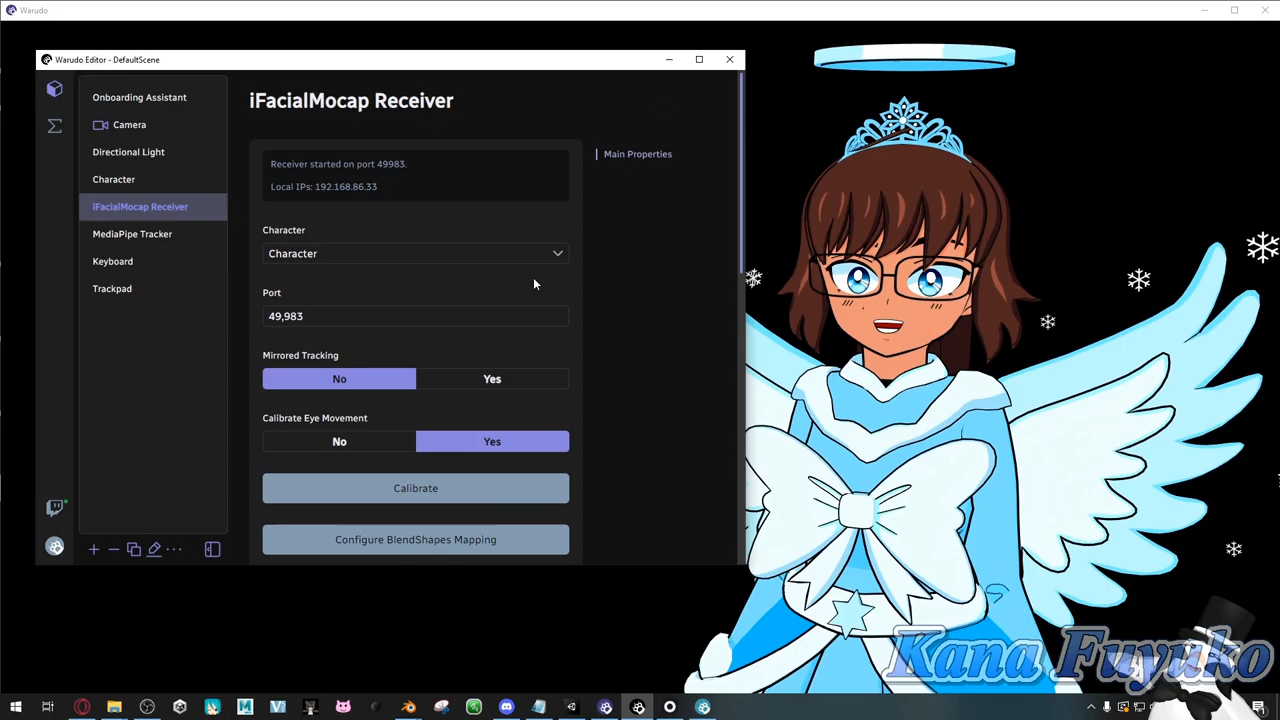 Warudo
Warudo Editor - DefaultScene
Onboarding Assistant
Camera
Directional Light
Character
iFacialMocap Receiver
MediaPipe Tracker
Keyboard
Trackpad
iFacialMocap Receiver
Receiver started on port 49983.
Local IPs: 192.168.86.33
Character
Character
Port
49,983
Mirrored Tracking
No Yes
Calibrate Eye Movement
No Yes
Calibrate
Configure BlendShapes Mapping
Main Properties
Kana Fuyuko